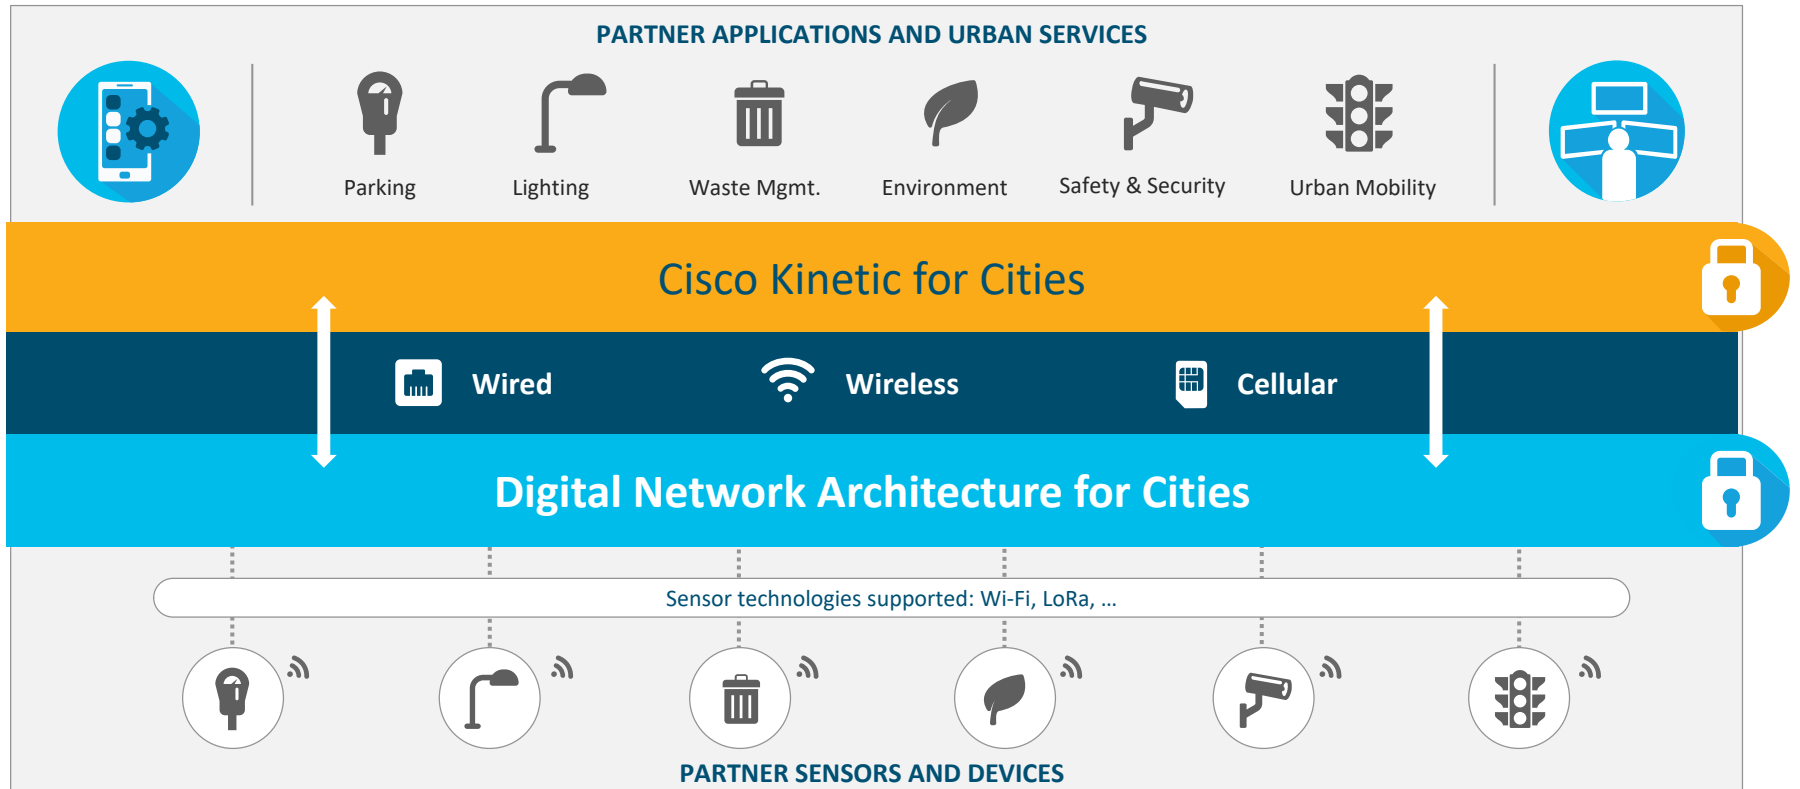 PARTNER APPLICATIONS AND URBAN SERVICES
Parking
Lighting
Waste Mgmt.
Environment
Safety & Security
Urban Mobility
Cisco Kinetic for Cities
Wired
Wireless
Cellular
Digital Network Architecture for Cities
Sensor technologies supported: Wi-Fi, LoRa, ...
PARTNER SENSORS AND DEVICES